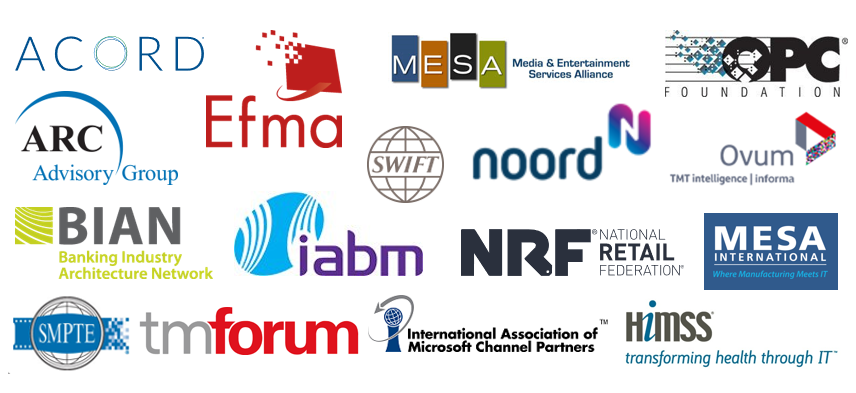 ACORD
Efma
MESA Media & Entertainment
Services Alliance
OPC
FOUNDATION
ARC
Advisory Group
SWIFT
noord
N
Ovum
TMT intelligence | informa
BIAN
Banking Industry
Architecture Network
iabm
NRF® NATIONAL
RETAIL
FEDERATION®
MESA
INTERNATIONAL
Where Manufacturing Meets IT
SMPTE
tmforum
International Association of
Microsoft Channel Partners™
HiMSS®
transforming health through IT™